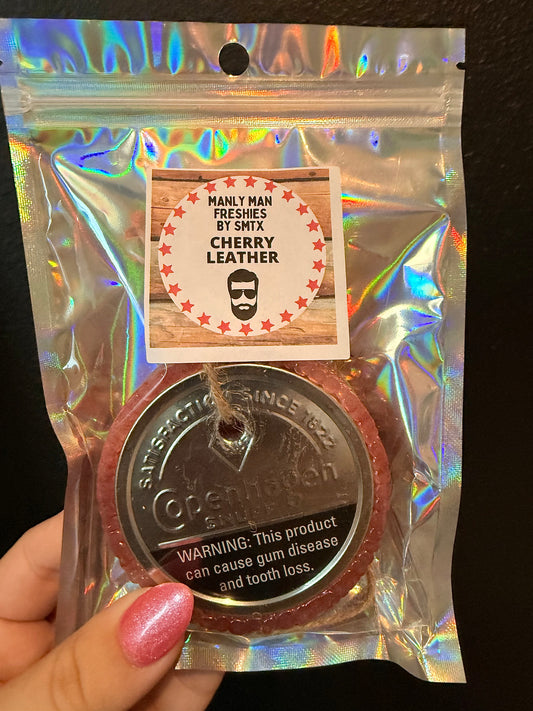 MANLY MAN
FRESHIES
BY SMTX
CHERRY
LEATHER
SATISFACTION SINCE 1822
Copenhagen
SNUFF
WARNING: This product
can cause gum disease
and tooth loss.